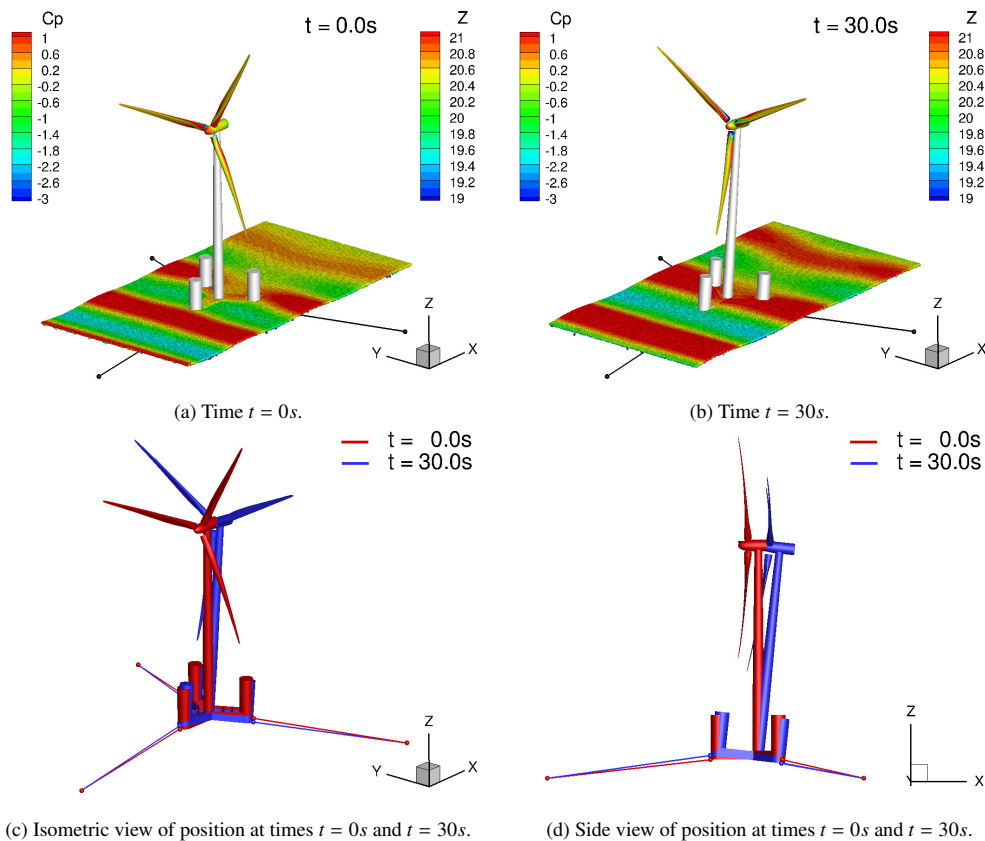 Cp
1
0.6
0.2
-0.2
-0.6
-1
-1.4
-1.8
-2.2
-2.6
-3
t = 0.0s
Z
21
20.8
20.6
20.4
20.2
20
19.8
19.6
19.4
19.2
19
Z
Y
X
Cp
1
0.6
0.2
-0.2
-0.6
-1
-1.4
-1.8
-2.2
-2.6
-3
t = 30.0s
Z
21
20.8
20.6
20.4
20.2
20
19.8
19.6
19.4
19.2
19
Z
Y
X
(a) Time t = 0s.
(b) Time t = 30s.
t = 0.0s
t = 30.0s
Z
Y
X
t = 0.0s
t = 30.0s
Z
Y
X
(c) Isometric view of position at times t = 0s and t = 30s.
(d) Side view of position at times t = 0s and t = 30s.